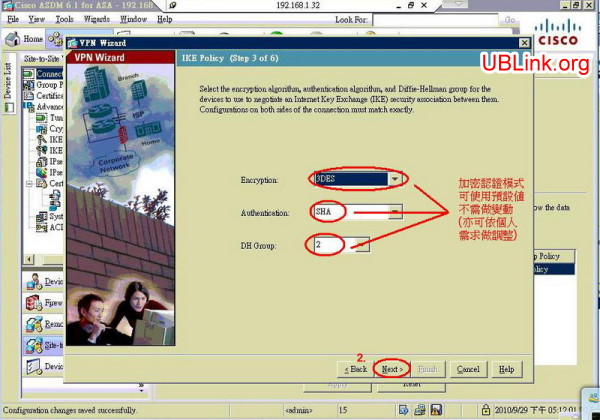 Cisco ASDM 6.1 for ASA - 192.168
192.168.1.32
File View Tools Wizards Window Help
Look For:
Go
Home
CISCO
UBLink.org
Device List
Site-to-Site
VPN Wizard
VPN Wizard
Branch
ISP
Home
Corporate
Network
IKE Policy (Step 3 of 6)
Select the encryption algorithm, authentication algorithm, and Diffie-Hellman group for the
devices to use to negotiate an Internet Key Exchange (IKE) security association between them.
Configurations on both sides of the connection must match exactly.
Encryption:
3DES
Authentication:
SHA
DH Group:
2
加密認證模式
可使用預設值
不需做變動
(亦可依個人
需求做調整)
Connect
Group P
Certifica
Advanc
Tun
Cry
IKE
IKE
IPse
IPse
Cert
Syst
ACL
ow the data
p Policy
olicy
Devic
Firew
Remo
Site-to
Devic
2.
< Back
Next >
Finish
Cancel
Help
Apply
Reset
Configuration changes saved successfully.
<admin>
15
2010/9/29 下午 05:12:01